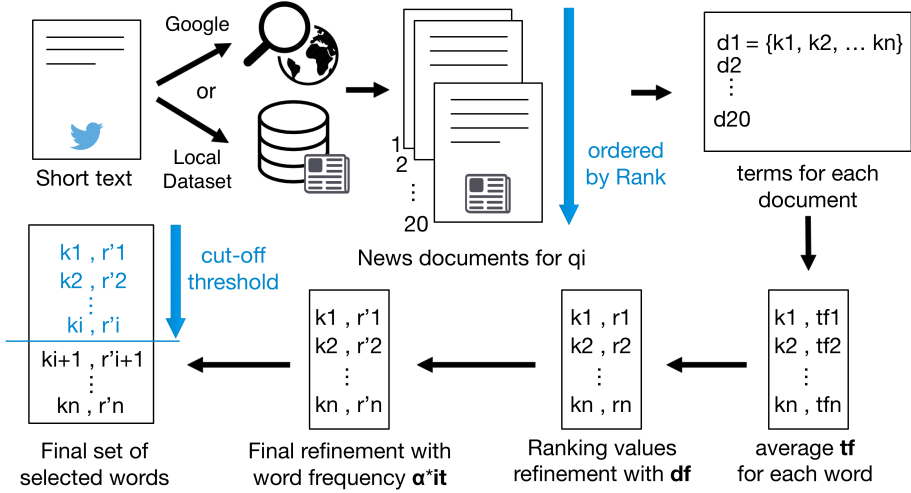 Google
or
Local
Dataset
Short text
1
2
⋮
20
ordered
by Rank
News documents for qi
d1 = {k1, k2, … kn}
d2
⋮
d20
terms for each
document
k1 , tf1
k2 , tf2
⋮
kn , tfn
average tf
for each word
k1 , r1
k2 , r2
⋮
kn , rn
Ranking values
refinement with df
k1 , r’1
k2 , r’2
⋮
kn , r’n
Final refinement with
word frequency α*it
k1 , r’1
k2 , r’2
⋮
ki , r’i
ki+1 , r’i+1
⋮
kn , r’n
cut-off
threshold
Final set of
selected words